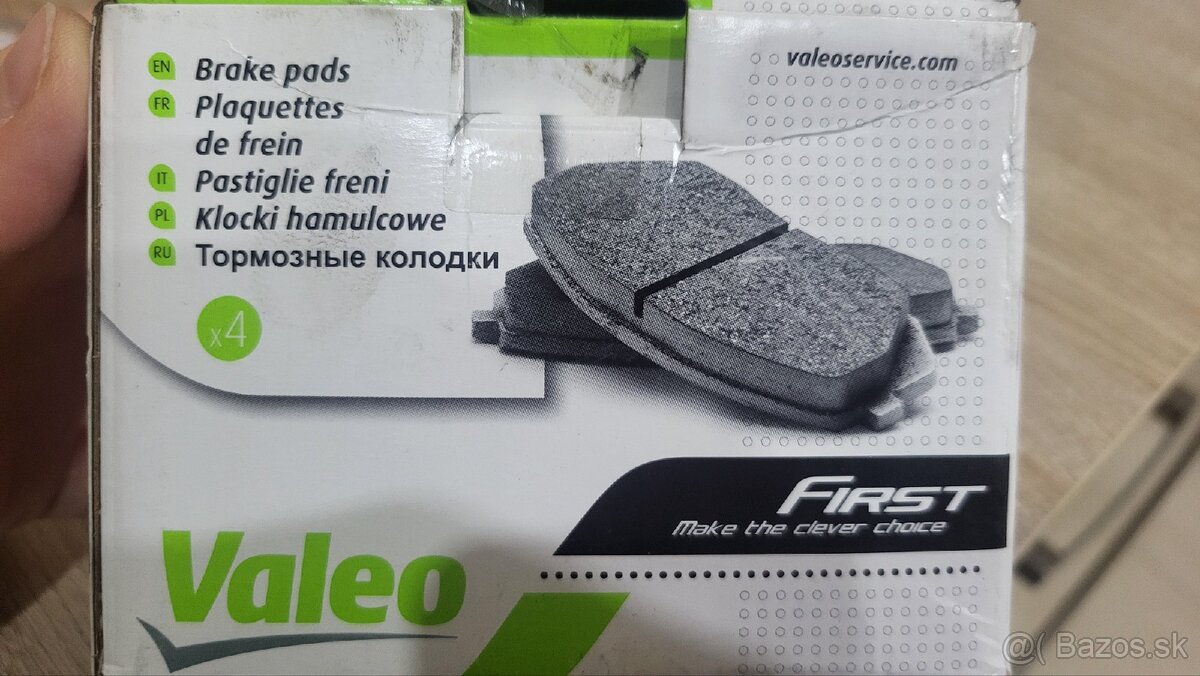 EN Brake pads
FR Plaquettes
de frein
IT Pastiglie freni
PL Klocki hamulcowe
RU Тормозные колодки
x4
valeoservice.com
FIRST
Make the clever choice
Valeo
@( Bazos.sk